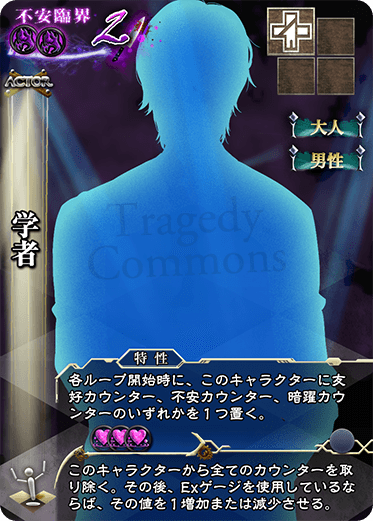 不安臨界
2
ACTOR
大人
男性
学者
Tragedy
Commons
特性
各ループ開始時に、このキャラクターに友
好カウンター、不安カウンター、暗躍カウ
ンターのいずれかを1つ置く。
このキャラクターから全てのカウンターを取
り除く。その後、Exゲージを使用しているな
らば、その値を1増加または減少させる。